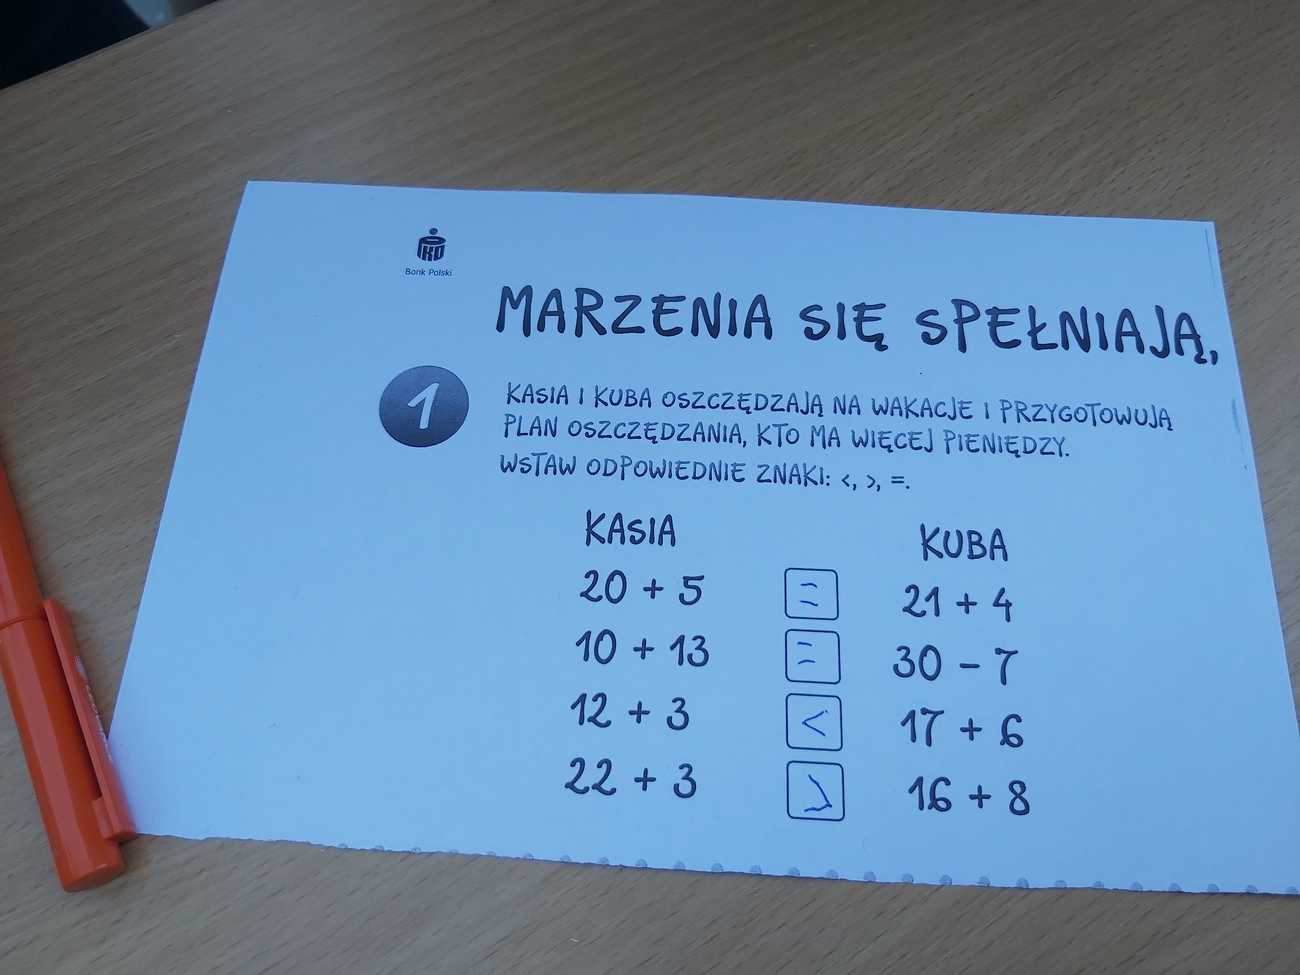 PKO
Bank Polski
MARZENIA SIĘ SPEŁNIAJĄ,
1
KASIA I KUBA OSZCZĘDZAJĄ NA WAKACJE I PRZYGOTOWUJĄ
PLAN OSZCZĘDZANIA, KTO MA WIĘCEJ PIENIĘDZY.
WSTAW ODPOWIEDNIE ZNAKI: <, >, =.
KASIA KUBA
20 + 5 = 21 + 4
10 + 13 = 30 - 7
12 + 3 < 17 + 6
22 + 3 > 16 + 8